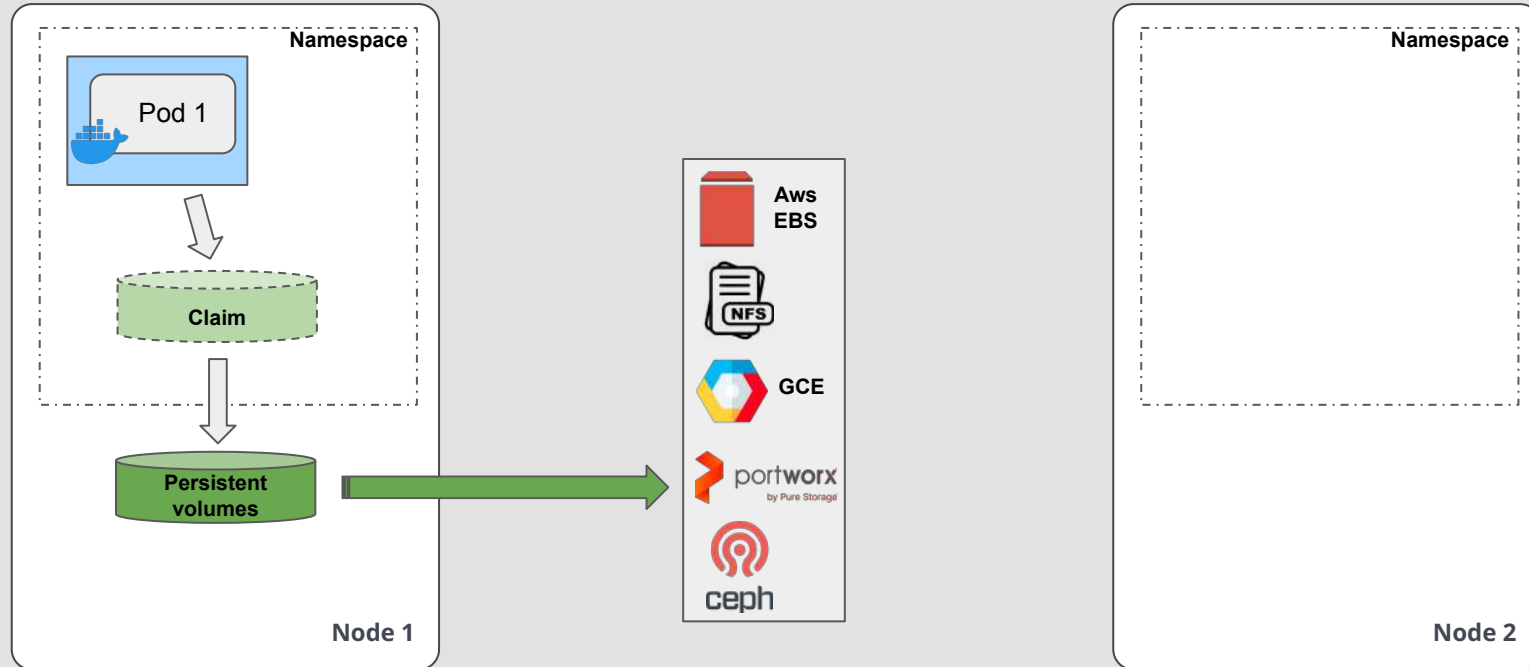 Namespace
Pod 1
Claim
Persistent
volumes
Node 1
Aws
EBS
NFS
GCE
portworx
by Pure Storage
ceph
Namespace
Node 2